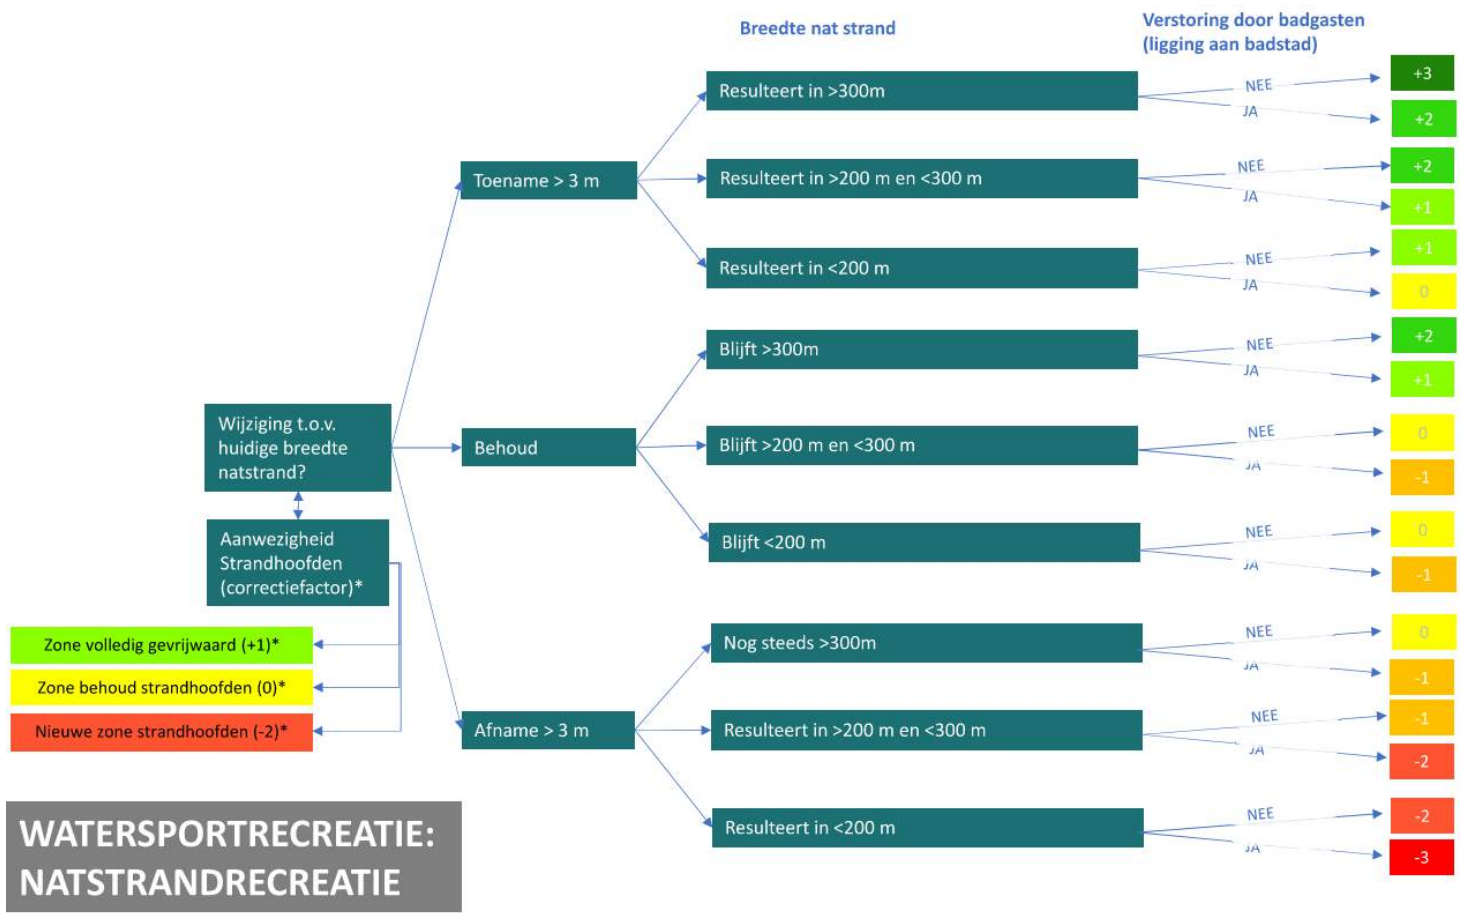 Breedte nat strand
Verstoring door badgasten
(ligging aan badstad)
Resulteert in >300m
NEE
+3
JA
+2
Toename > 3 m
Resulteert in >200 m en <300 m
NEE
+2
JA
+1
Resulteert in <200 m
NEE
+1
JA
0
Blijft >300m
NEE
+2
JA
+1
Wijziging t.o.v.
huidige breedte
natstrand?
Behoud
Blijft >200 m en <300 m
NEE
0
JA
-1
Blijft <200 m
NEE
0
JA
-1
Aanwezigheid
Strandhoofden
(correctiefactor)*
Zone volledig gevrijwaard (+1)*
Zone behoud strandhoofden (0)*
Nieuwe zone strandhoofden (-2)*
Nog steeds >300m
NEE
0
JA
-1
Afname > 3 m
Resulteert in >200 m en <300 m
NEE
-1
JA
-2
Resulteert in <200 m
NEE
-2
JA
-3
WATERSPORTRECREATIE:
NATSTRANDRECREATIE